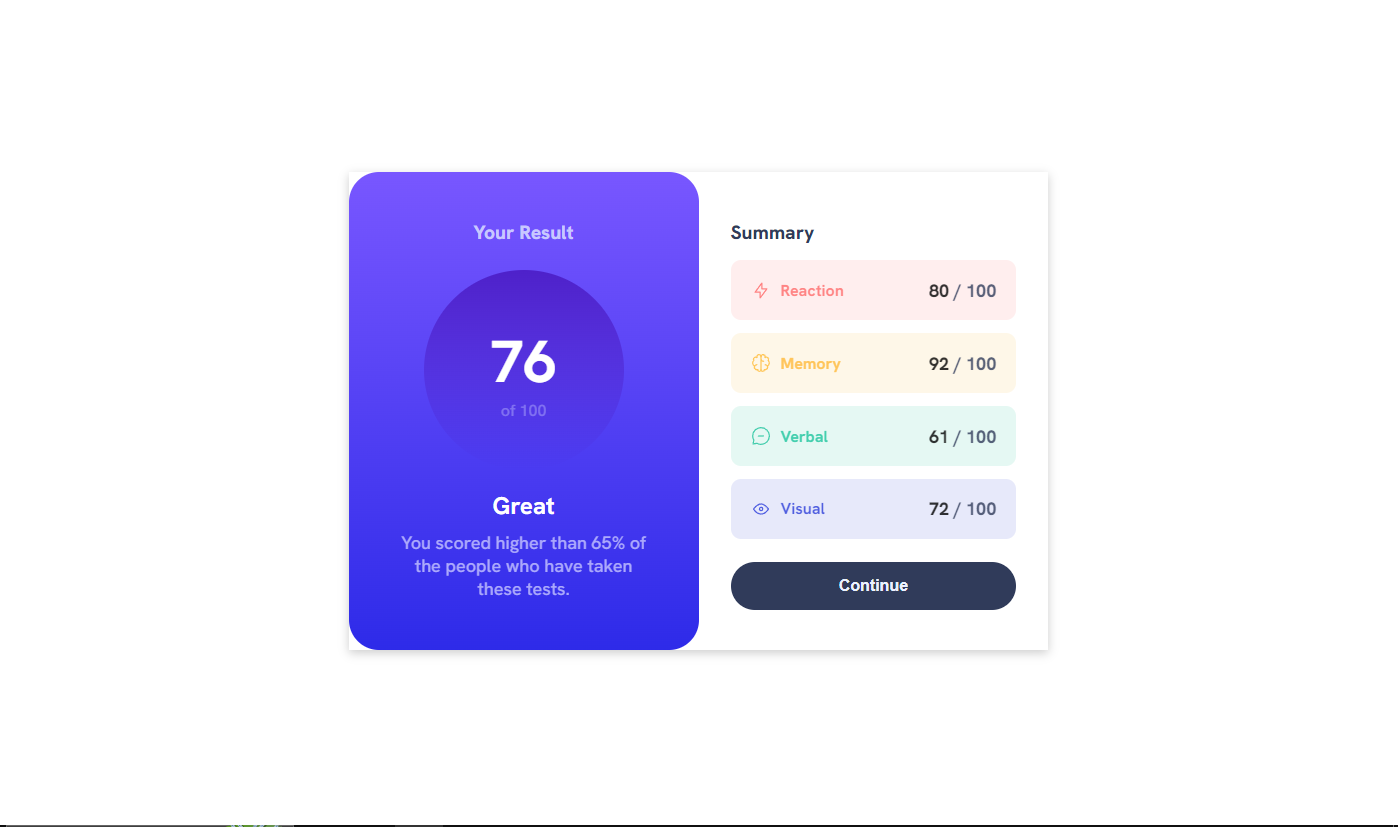 Your Result
76
of 100
Great
You scored higher than 65% of
the people who have taken
these tests.
Summary
Reaction 80 / 100
Memory 92 / 100
Verbal 61 / 100
Visual 72 / 100
Continue